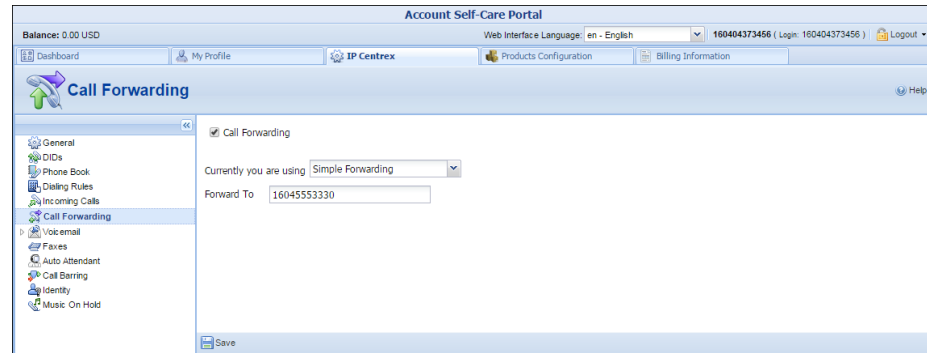 Account Self-Care Portal
Balance: 0.00 USD Web Interface Language: en - English 160404373456 ( Login: 160404373456 ) Logout
Dashboard My Profile IP Centrex Products Configuration Billing Information
Call Forwarding Help
General
DIDs
Phone Book
Dialing Rules
Incoming Calls
Call Forwarding
Voicemail
Faxes
Auto Attendant
Call Barring
Identity
Music On Hold
Call Forwarding
Currently you are using Simple Forwarding
Forward To 16045553330
Save